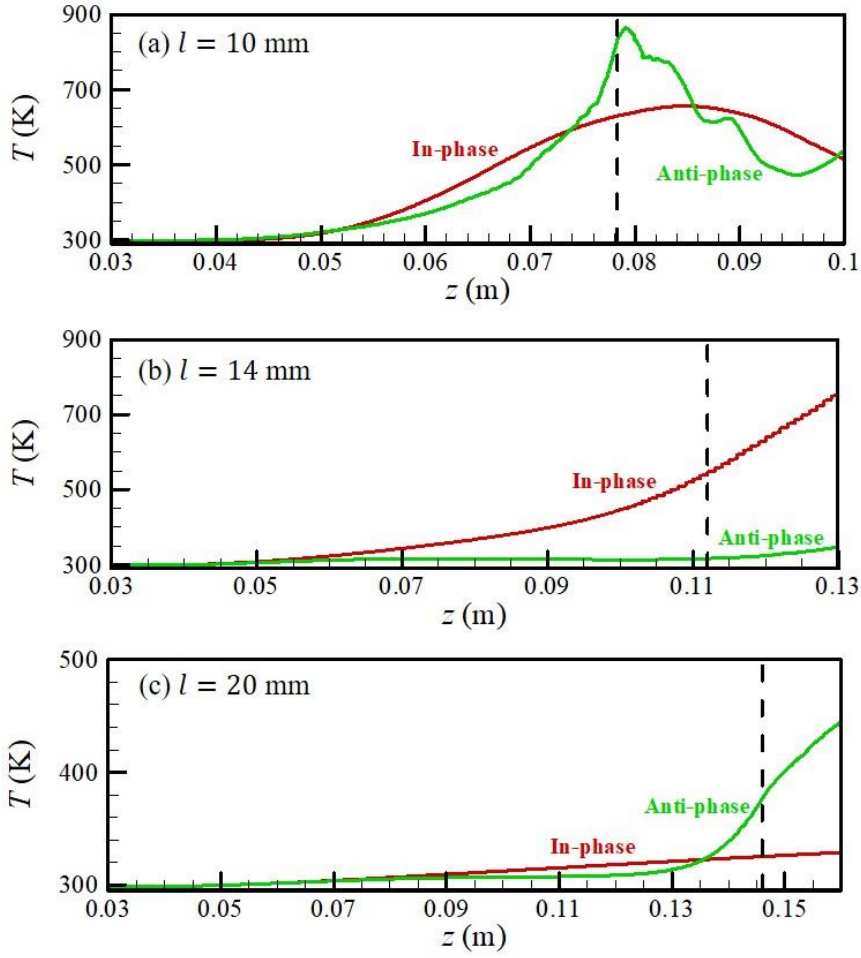 (a) l = 10 mm
900
700
500
300
T (K)
In-phase
Anti-phase
0.03 0.04 0.05 0.06 0.07 0.08 0.09 0.1
z (m)
(b) l = 14 mm
900
700
500
300
T (K)
In-phase
Anti-phase
0.03 0.05 0.07 0.09 0.11 0.13
z (m)
(c) l = 20 mm
500
400
300
T (K)
Anti-phase
In-phase
0.03 0.05 0.07 0.09 0.11 0.13 0.15
z (m)